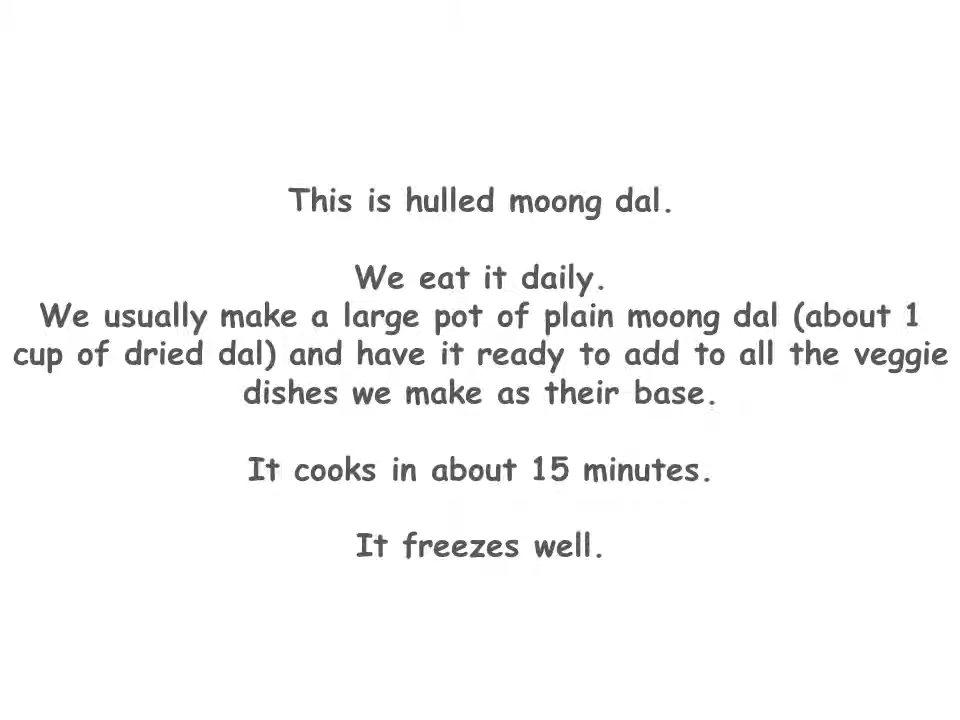 This is hulled moong dal.
We eat it daily.
We usually make a large pot of plain moong dal (about 1
cup of dried dal) and have it ready to add to all the veggie
dishes we make as their base.
It cooks in about 15 minutes.
It freezes well.